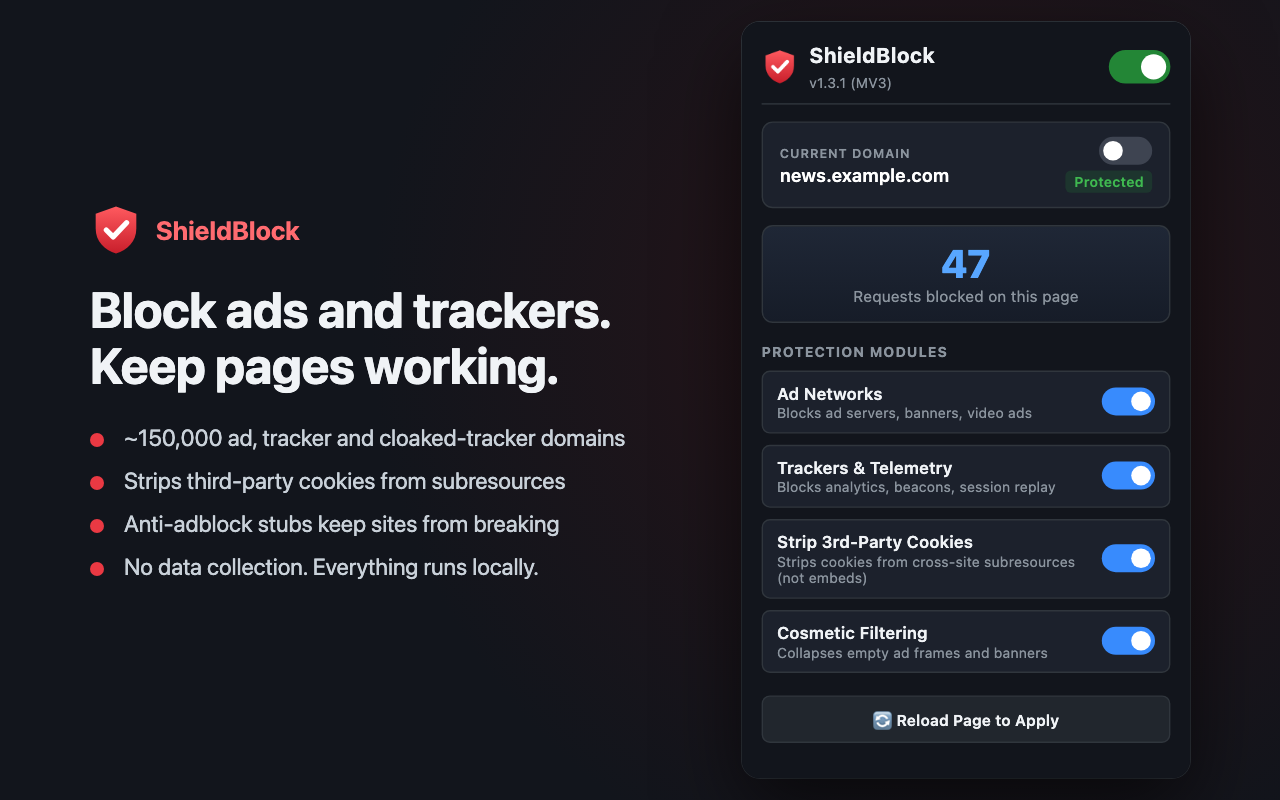 ShieldBlock
Block ads and trackers.
Keep pages working.
~150,000 ad, tracker and cloaked-tracker domains
Strips third-party cookies from subresources
Anti-adblock stubs keep sites from breaking
No data collection. Everything runs locally.
ShieldBlock
v1.3.1 (MV3)
CURRENT DOMAIN
news.example.com
Protected
47
Requests blocked on this page
PROTECTION MODULES
Ad Networks
Blocks ad servers, banners, video ads
Trackers & Telemetry
Blocks analytics, beacons, session replay
Strip 3rd-Party Cookies
Strips cookies from cross-site subresources
(not embeds)
Cosmetic Filtering
Collapses empty ad frames and banners
Reload Page to Apply